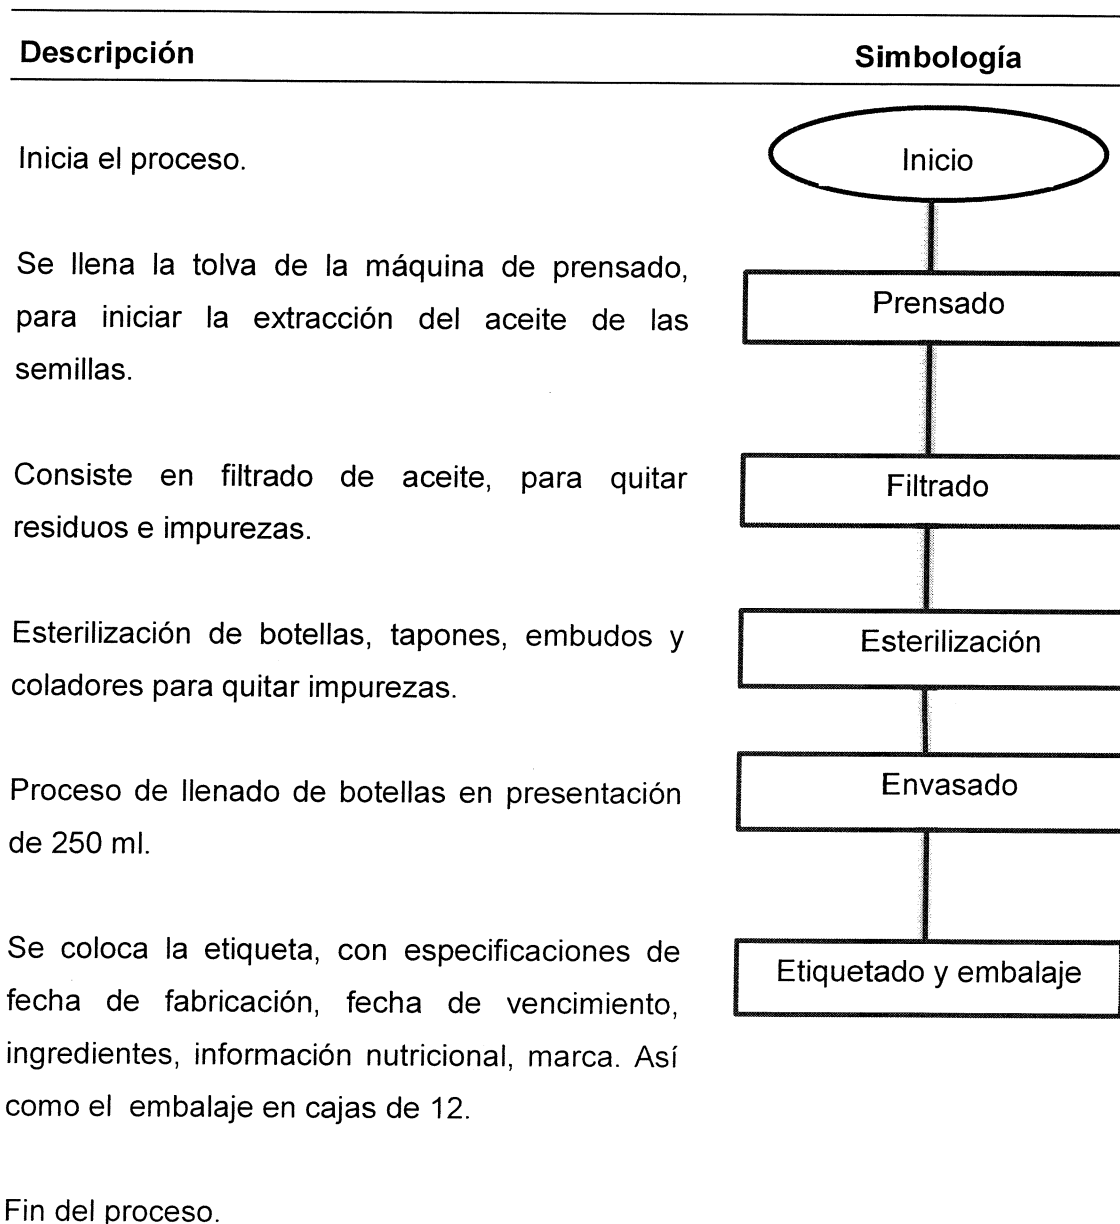 Descripción Simbología
Inicia el proceso. Inicio
Se llena la tolva de la máquina de prensado,
para iniciar la extracción del aceite de las
semillas.
Prensado
Consiste en filtrado de aceite, para quitar
residuos e impurezas.
Filtrado
Esterilización de botellas, tapones, embudos y
coladores para quitar impurezas.
Esterilización
Proceso de llenado de botellas en presentación
de 250 ml.
Envasado
Se coloca la etiqueta, con especificaciones de
fecha de fabricación, fecha de vencimiento,
ingredientes, información nutricional, marca. Así
como el embalaje en cajas de 12.
Etiquetado y embalaje
Fin del proceso.